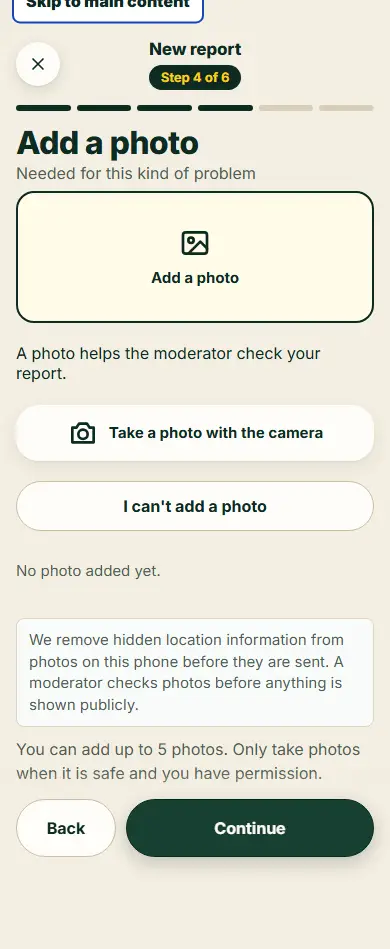 Skip to main content
New report
Step 4 of 6
Add a photo
Needed for this kind of problem
Add a photo
A photo helps the moderator check your
report.
Take a photo with the camera
I can't add a photo
No photo added yet.
We remove hidden location information from
photos on this phone before they are sent. A
moderator checks photos before anything is
shown publicly.
You can add up to 5 photos. Only take photos
when it is safe and you have permission.
Back
Continue